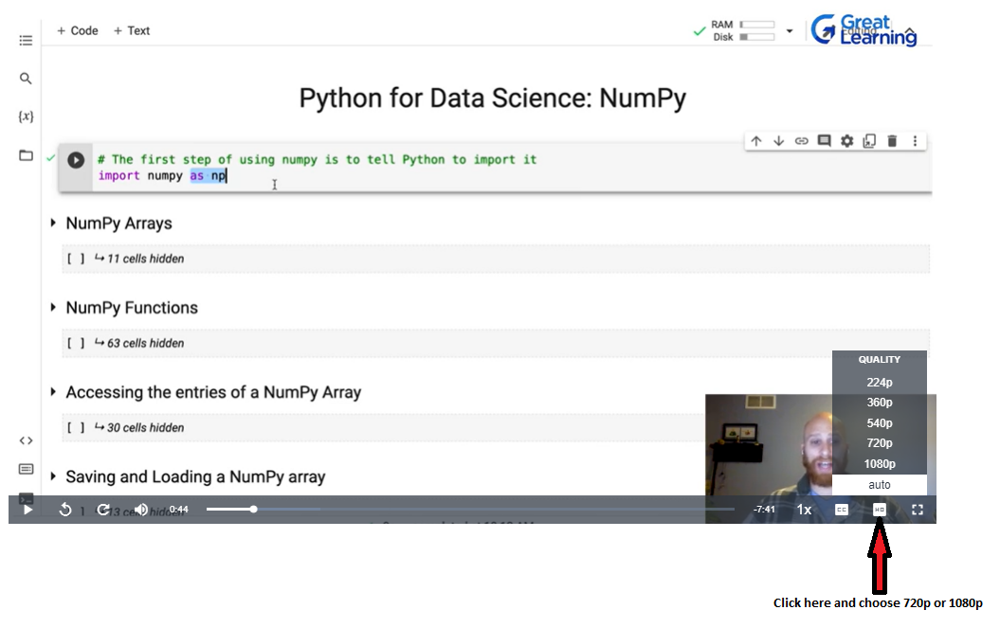 + Code + Text
RAM
Disk
Great
Learning
{x}
Python for Data Science: NumPy
# The first step of using numpy is to tell Python to import it
import numpy as np
NumPy Arrays
[ ] ↳ 11 cells hidden
NumPy Functions
[ ] ↳ 63 cells hidden
Accessing the entries of a NumPy Array
[ ] ↳ 30 cells hidden
Saving and Loading a NumPy array
13 cells hidden
QUALITY
224p
360p
540p
720p
1080p
auto
0:44
-7:41 1x CC HD
Click here and choose 720p or 1080p